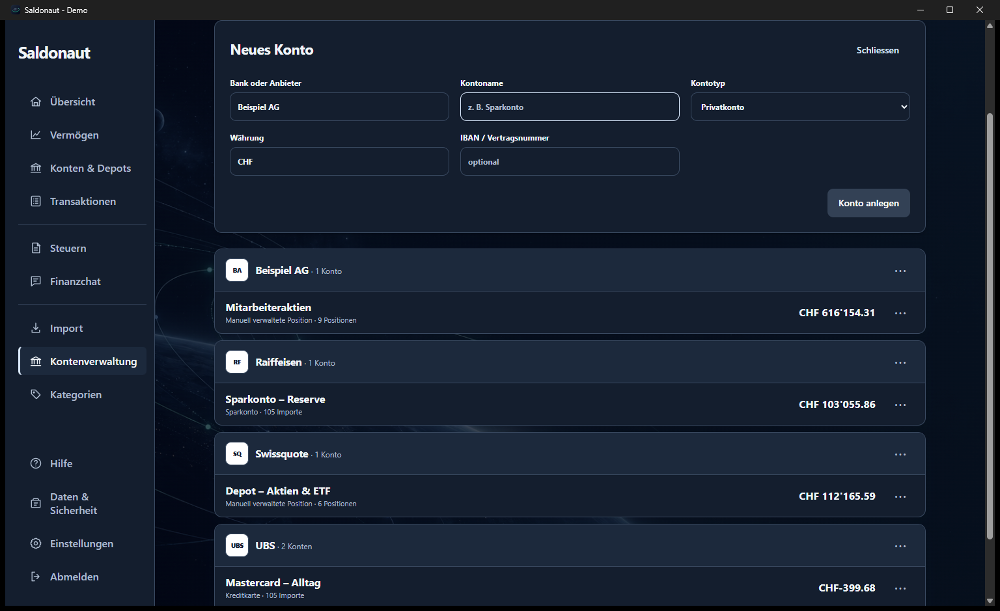 Saldonaut - Demo
Saldonaut
Übersicht
Vermögen
Konten & Depots
Transaktionen
Steuern
Finanzchat
Import
Kontenverwaltung
Kategorien
Hilfe
Daten &
Sicherheit
Einstellungen
Abmelden
Neues Konto
Schliessen
Bank oder Anbieter
Kontoname
Kontotyp
Beispiel AG
z. B. Sparkonto
Privatkonto
Währung
IBAN / Vertragsnummer
CHF
optional
Konto anlegen
BA
Beispiel AG · 1 Konto
Mitarbeiteraktien
Manuell verwaltete Position · 9 Positionen
CHF 616'154.31
RF
Raiffeisen · 1 Konto
Sparkonto – Reserve
Sparkonto · 105 Importe
CHF 103'055.86
SQ
Swissquote · 1 Konto
Depot – Aktien & ETF
Manuell verwaltete Position · 6 Positionen
CHF 112'165.59
UBS
UBS · 2 Konten
Mastercard – Alltag
Kreditkarte · 105 Importe
CHF-399.68